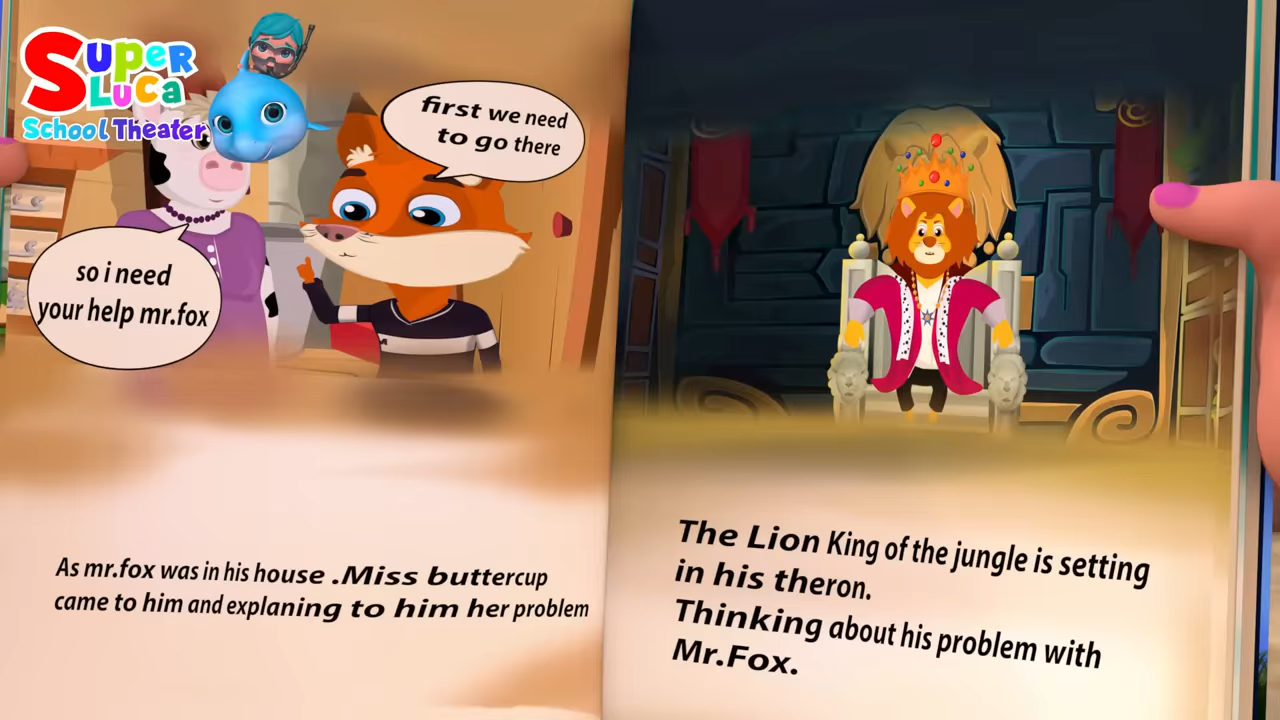 SUPER
LUCA
School Theater
first we need
to go there
so i need
your help mr.fox
As mr.fox was in his house .Miss buttercup
came to him and explaning to him her problem
The Lion King of the jungle is setting
in his theron.
Thinking about his problem with
Mr.Fox.